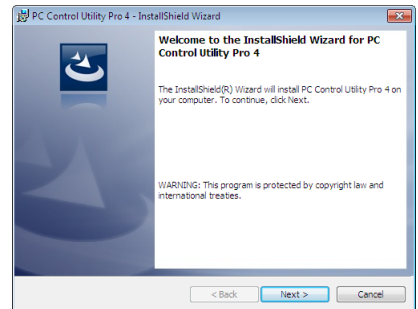 PC Control Utility Pro 4 - InstallShield Wizard
Welcome to the InstallShield Wizard for PC
Control Utility Pro 4
The InstallShield(R) Wizard will install PC Control Utility Pro 4 on
your computer. To continue, click Next.
WARNING: This program is protected by copyright law and
international treaties.
< Back Next > Cancel